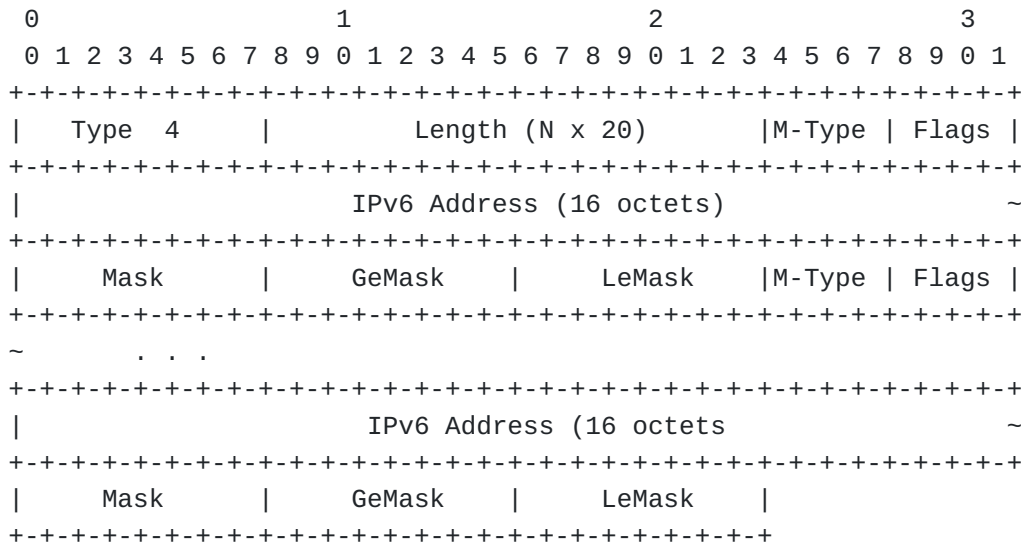 0                   1                   2                   3
 0 1 2 3 4 5 6 7 8 9 0 1 2 3 4 5 6 7 8 9 0 1 2 3 4 5 6 7 8 9 0 1
+-+-+-+-+-+-+-+-+-+-+-+-+-+-+-+-+-+-+-+-+-+-+-+-+-+-+-+-+-+-+-+-+
|   Type  4     |         Length (N x 20)       |M-Type | Flags |
+-+-+-+-+-+-+-+-+-+-+-+-+-+-+-+-+-+-+-+-+-+-+-+-+-+-+-+-+-+-+-+-+
|                     IPv6 Address (16 octets)                  ~
+-+-+-+-+-+-+-+-+-+-+-+-+-+-+-+-+-+-+-+-+-+-+-+-+-+-+-+-+-+-+-+-+
|     Mask      |     GeMask    |     LeMask    |M-Type | Flags |
+-+-+-+-+-+-+-+-+-+-+-+-+-+-+-+-+-+-+-+-+-+-+-+-+-+-+-+-+-+-+-+-+
~       . . .
+-+-+-+-+-+-+-+-+-+-+-+-+-+-+-+-+-+-+-+-+-+-+-+-+-+-+-+-+-+-+-+-+
|                      IPv6 Address (16 octets                  ~
+-+-+-+-+-+-+-+-+-+-+-+-+-+-+-+-+-+-+-+-+-+-+-+-+-+-+-+-+-+-+-+-+
|     Mask      |     GeMask    |     LeMask    |
+-+-+-+-+-+-+-+-+-+-+-+-+-+-+-+-+-+-+-+-+-+-+-+-+